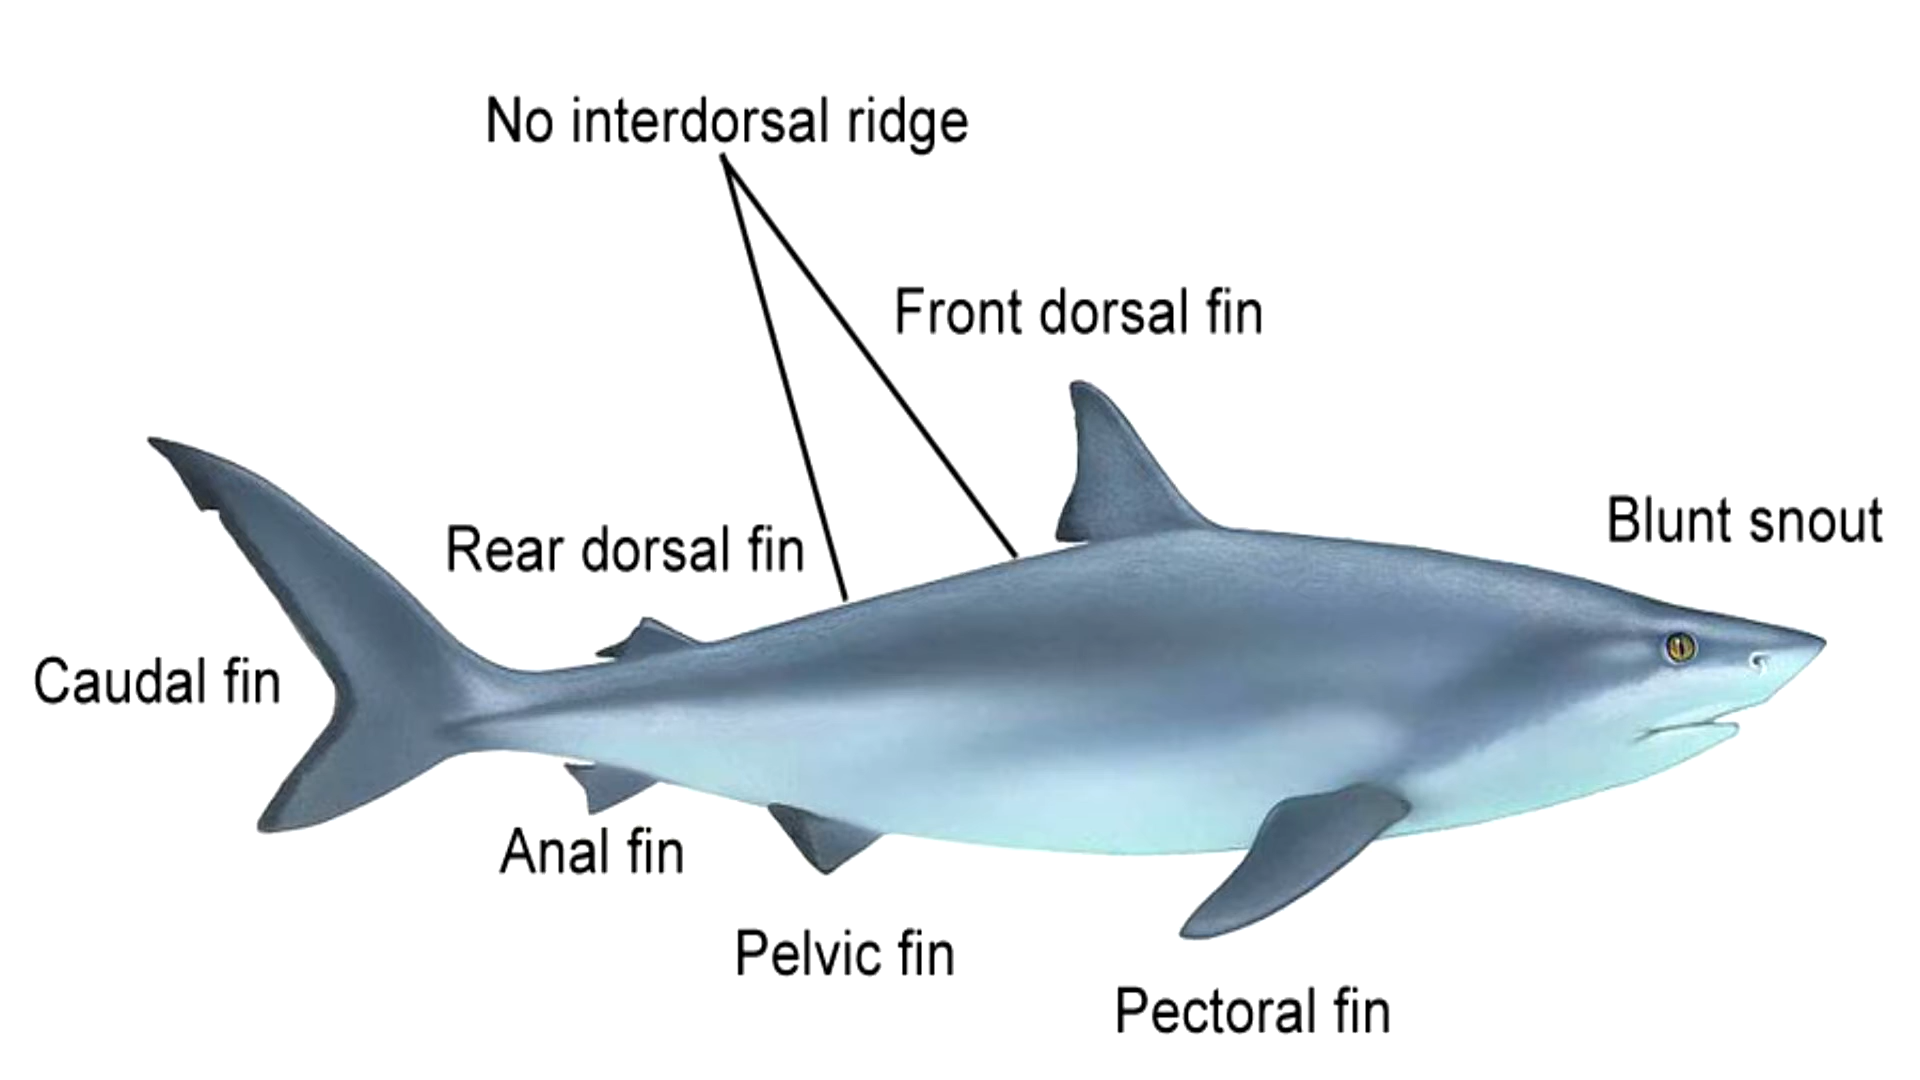 No interdorsal ridge
Front dorsal fin
Blunt snout
Rear dorsal fin
Caudal fin
Anal fin
Pelvic fin
Pectoral fin